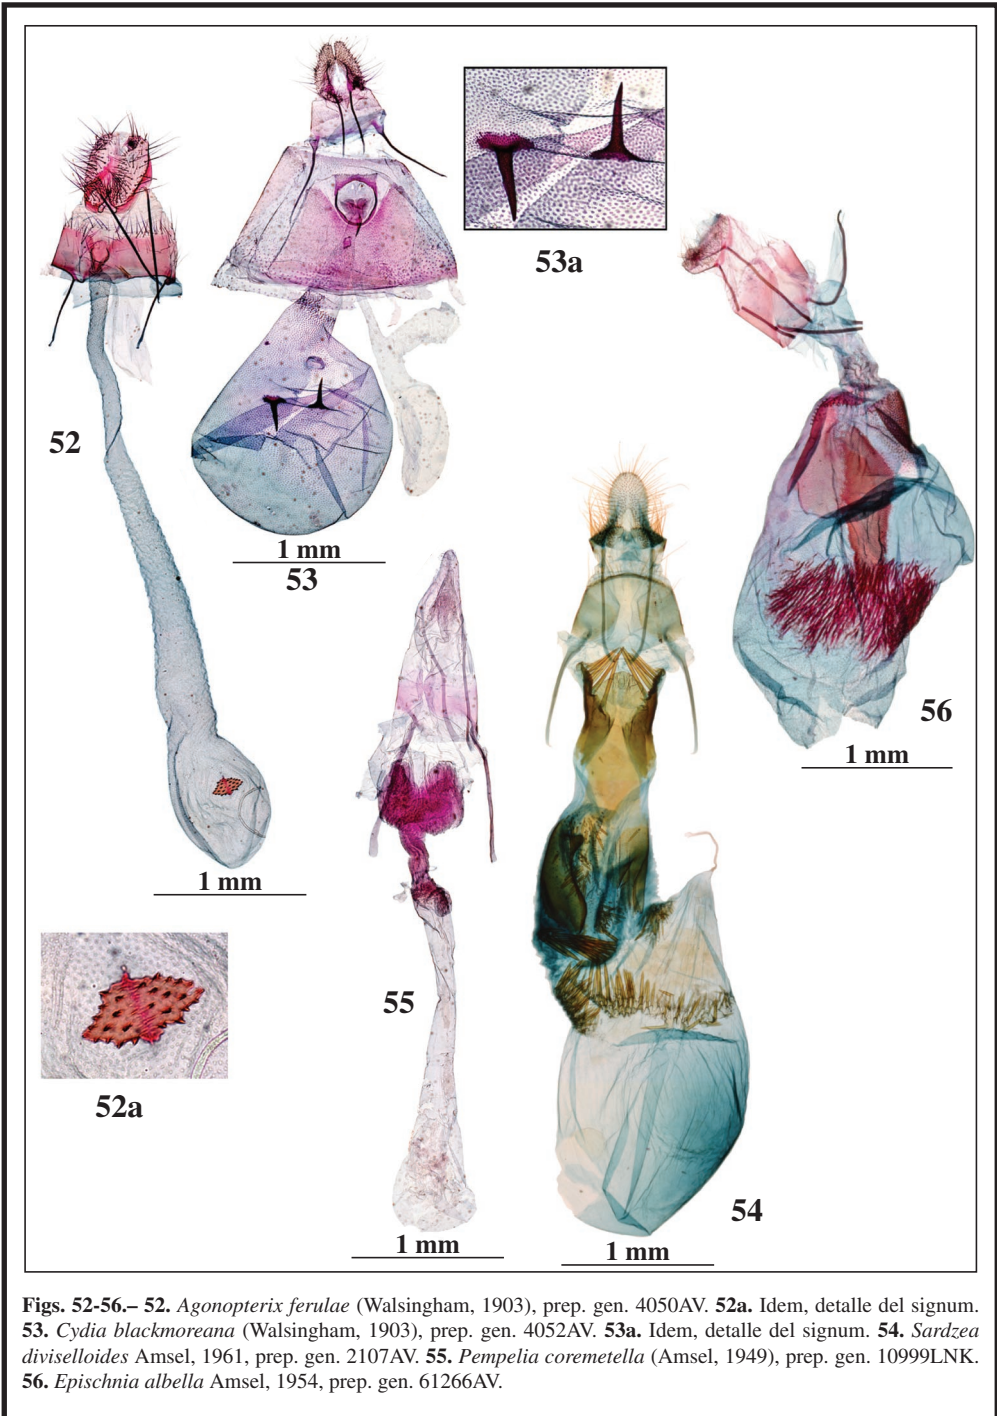 53a
52
1 mm
53
56
1 mm
1 mm
52a
55
54
1 mm
1 mm
Figs. 52-56.– 52. Agonopterix ferulae (Walsingham, 1903), prep. gen. 4050AV. 52a. Idem, detalle del signum.
53. Cydia blackmoreana (Walsingham, 1903), prep. gen. 4052AV. 53a. Idem, detalle del signum. 54. Sardzea
diviselloides Amsel, 1961, prep. gen. 2107AV. 55. Pempelia coremetella (Amsel, 1949), prep. gen. 10999LNK.
56. Epischnia albella Amsel, 1954, prep. gen. 61266AV.